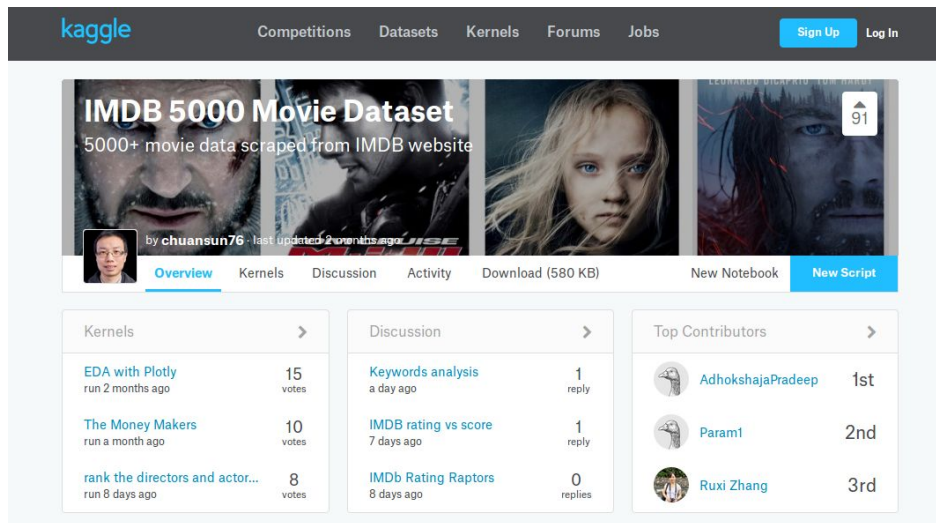 kaggle
Competitions Datasets Kernels Forums Jobs
Sign Up Log In
LEONARDO DICAPRIO TOM HARDY
IMDB 5000 Movie Dataset
91
5000+ movie data scraped from IMDB website
by chuansun76 - last updated 2 months ago
Overview Kernels Discussion Activity Download (580 KB) New Notebook New Script
Kernels
EDA with Plotly
run 2 months ago
15
votes
The Money Makers
run a month ago
10
votes
rank the directors and actor...
run 8 days ago
8
votes
Discussion
Keywords analysis
a day ago
1
reply
IMDB rating vs score
7 days ago
1
reply
IMDb Rating Raptors
8 days ago
0
replies
Top Contributors
AdhokshajaPradeep 1st
Param1 2nd
Ruxi Zhang 3rd